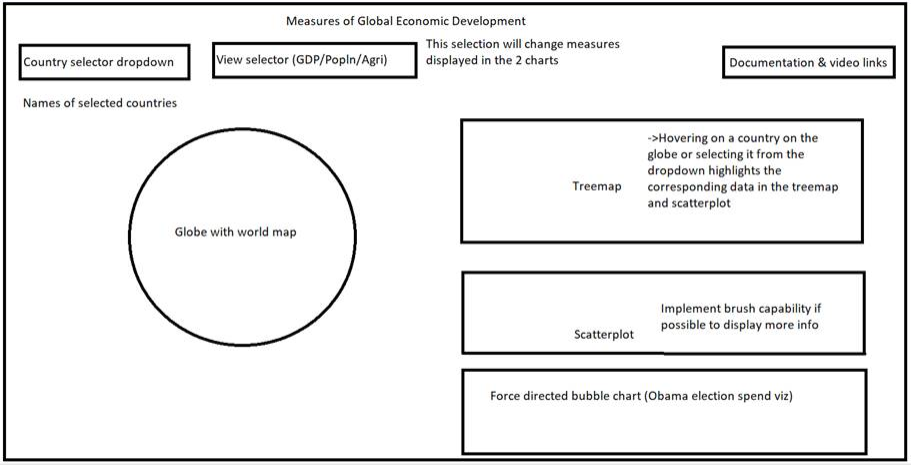 Measures of Global Economic Development
Country selector dropdown
View selector (GDP/Popln/Agri)
This selection will change measures
displayed in the 2 charts
Documentation & video links
Names of selected countries
Globe with world map
Treemap
->Hovering on a country on the
globe or selecting it from the
dropdown highlights the
corresponding data in the treemap
and scatterplot
Scatterplot
Implement brush capability if
possible to display more info
Force directed bubble chart (Obama election spend viz)